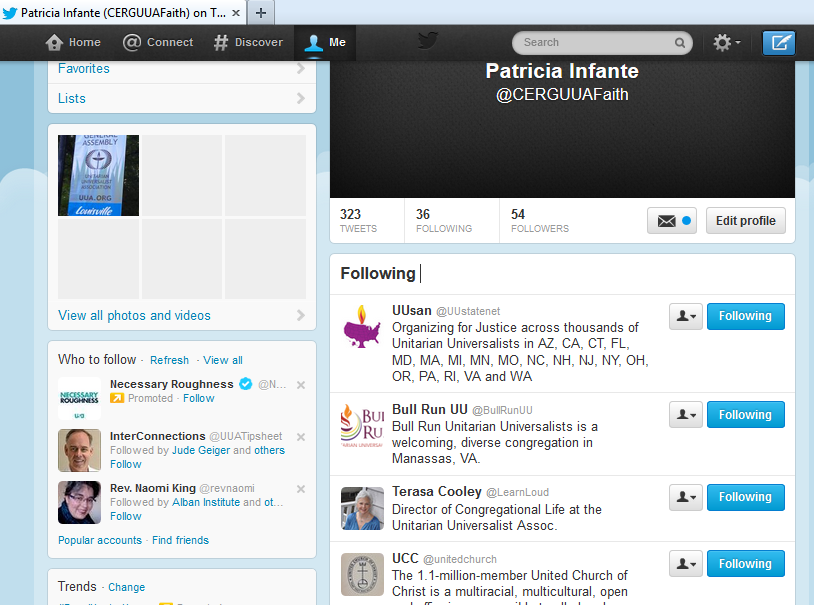 Patricia Infante (CERGUUAFaith) on T...
Home
Connect
Discover
Me
Search
Favorites
Lists
GENERAL
ASSEMBLY
UNITARIAN
UNIVERSALIST
ASSOCIATION
UUA.ORG
Louisville
View all photos and videos
Who to follow · Refresh · View all
NECESSARY
ROUGHNESS
usa
Necessary Roughness @N...
Promoted · Follow
InterConnections @UUATipsheet
Followed by Jude Geiger and others
Follow
Rev. Naomi King @revnaomi
Followed by Alban Institute and ot...
Follow
Popular accounts · Find friends
Trends · Change
Patricia Infante
@CERGUUAFaith
323
TWEETS
36
FOLLOWING
54
FOLLOWERS
Edit profile
Following
UUsan @UUstatenet
Organizing for Justice across thousands of
Unitarian Universalists in AZ, CA, CT, FL,
MD, MA, MI, MN, MO, NC, NH, NJ, NY, OH,
OR, PA, RI, VA and WA
Following
BULL
RU
Bull Run UU @BullRunUU
Bull Run Unitarian Universalists is a
welcoming, diverse congregation in
Manassas, VA.
Following
Terasa Cooley @LearnLoud
Director of Congregational Life at the
Unitarian Universalist Assoc.
Following
UCC @unitedchurch
The 1.1-million-member United Church of
Christ is a multiracial, multicultural, open
Following